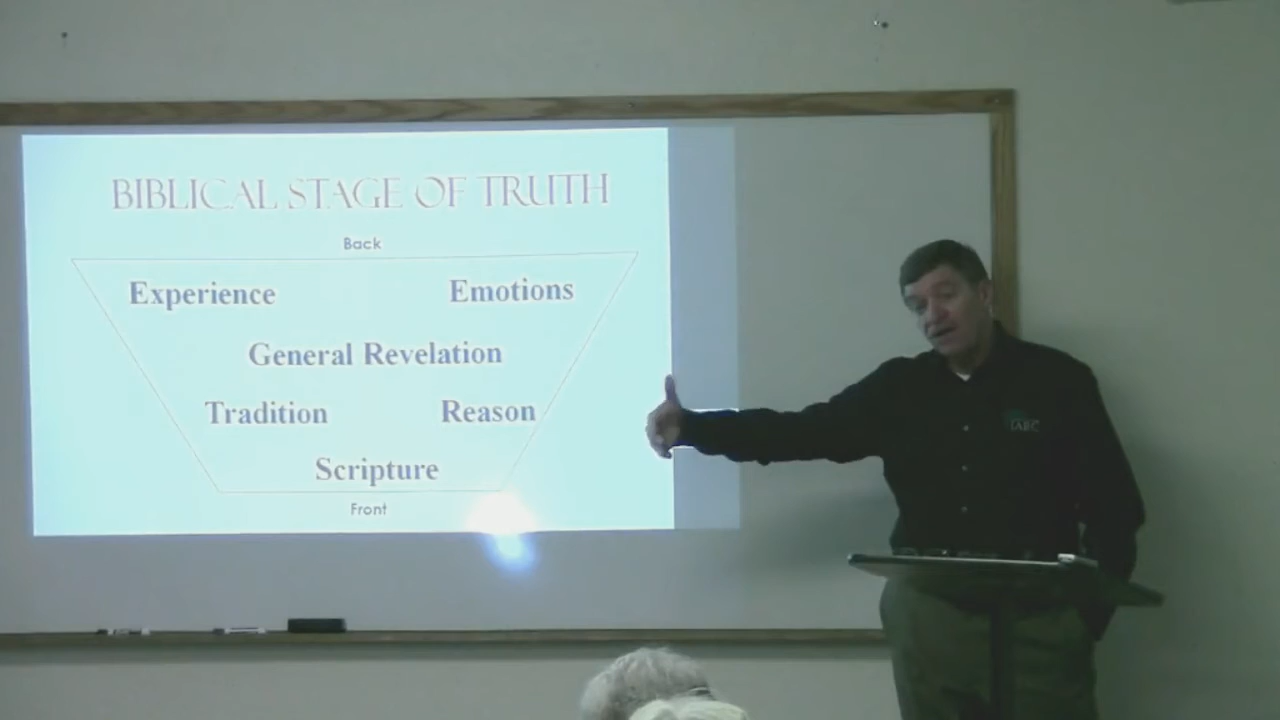 BIBLICAL STAGE OF TRUTH
Back
Experience Emotions
General Revelation
Tradition Reason
Scripture
Front